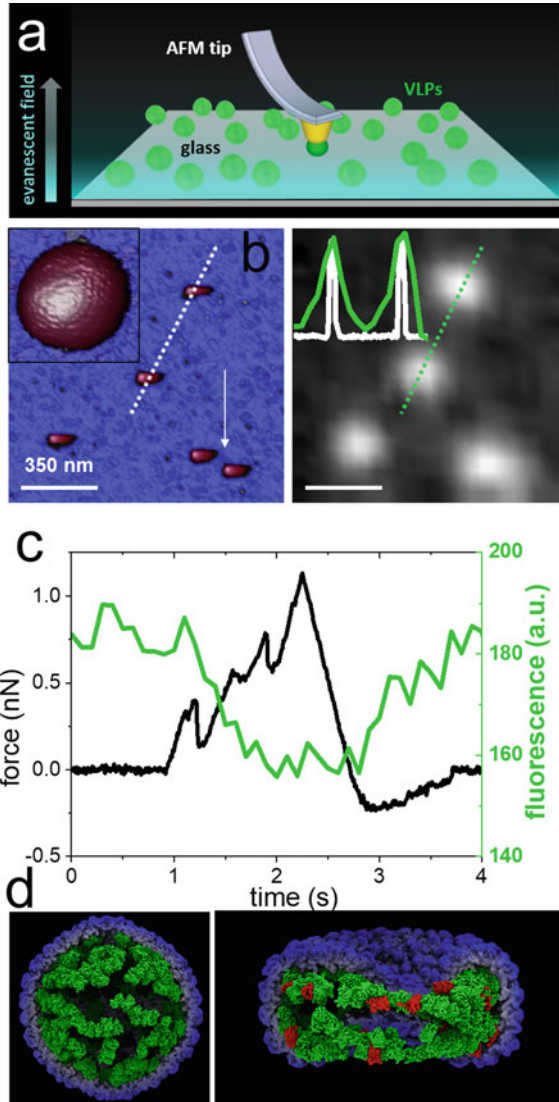 a
AFM tip
VLPs
glass
evanescent field
b
350 nm
c
200
180
160
140
1.0
0.5
0.0
-0.5
force (nN)
fluorescence (a.u.)
0 1 2 3 4
time (s)
d